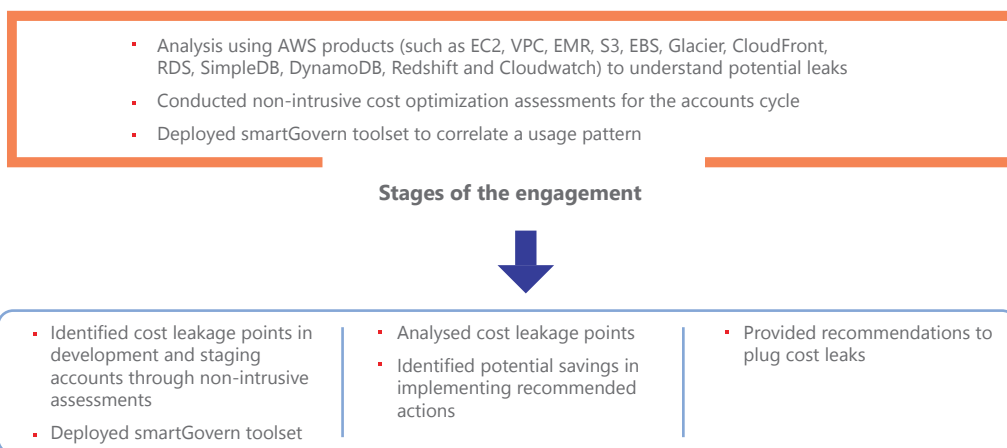 Analysis using AWS products (such as EC2, VPC, EMR, S3, EBS, Glacier, CloudFront,
RDS, SimpleDB, DynamoDB, Redshift and Cloudwatch) to understand potential leaks
Conducted non-intrusive cost optimization assessments for the accounts cycle
Deployed smartGovern toolset to correlate a usage pattern
Stages of the engagement
Identified cost leakage points in
development and staging
accounts through non-intrusive
assessments
Deployed smartGovern toolset
Analysed cost leakage points
Identified potential savings in
implementing recommended
actions
Provided recommendations to
plug cost leaks